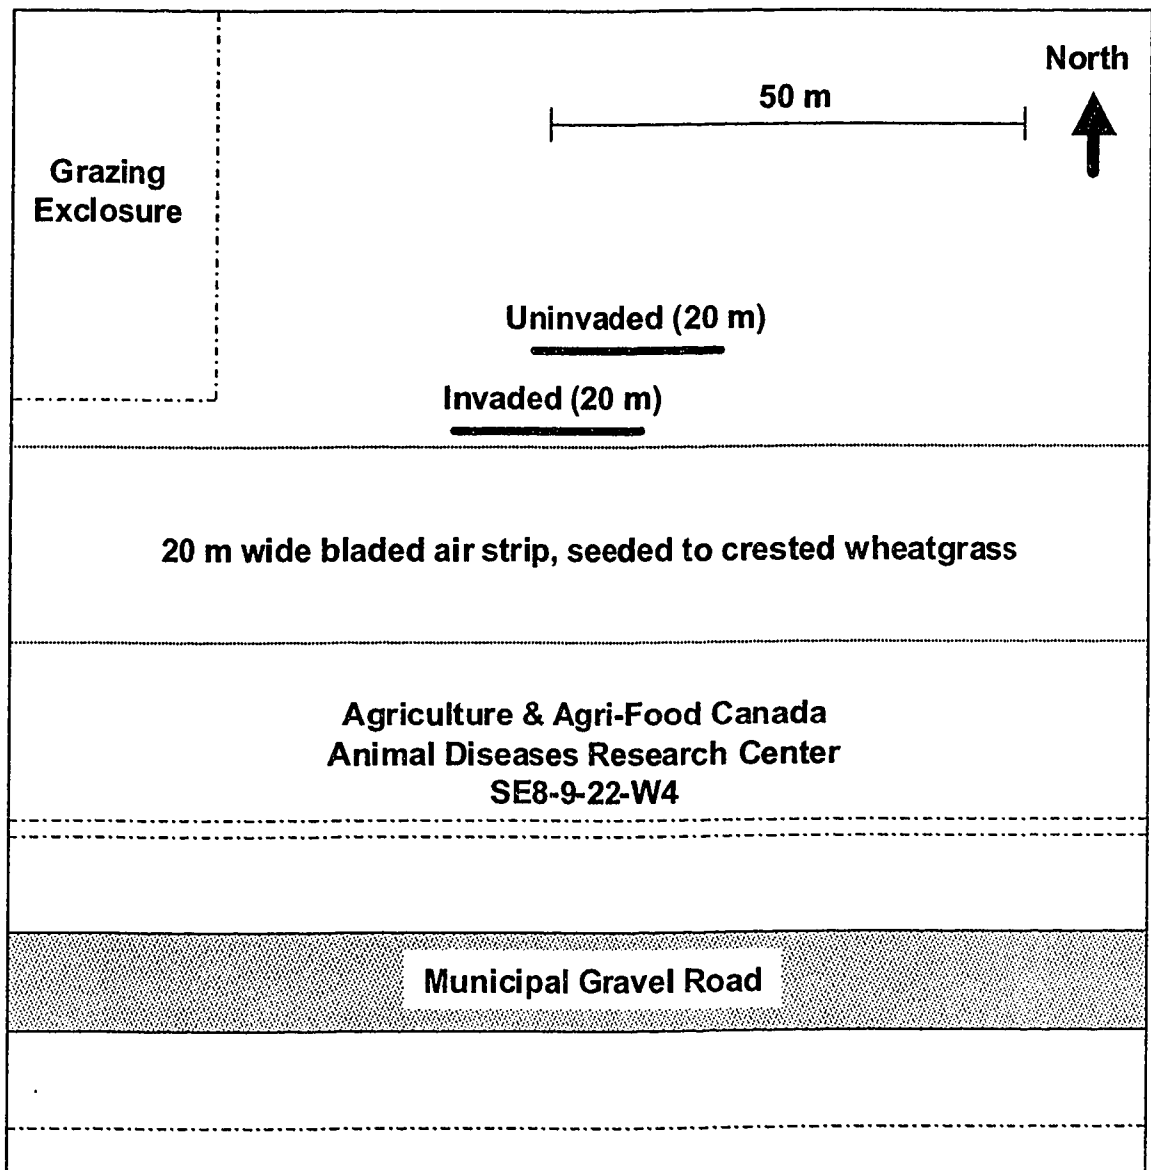 North
50 m
Grazing
Exclosure
Uninvaded (20 m)
Invaded (20 m)
20 m wide bladed air strip, seeded to crested wheatgrass
Agriculture & Agri-Food Canada
Animal Diseases Research Center
SE8-9-22-W4
Municipal Gravel Road